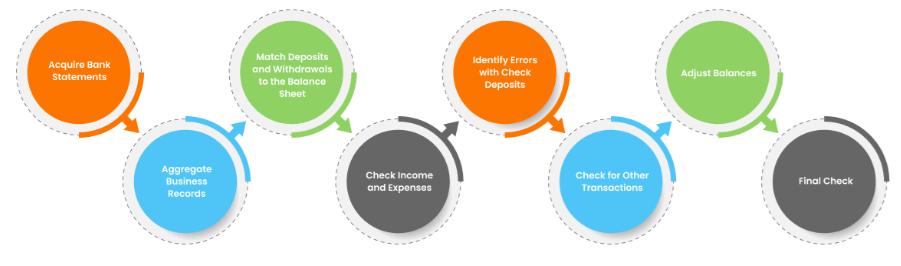 Acquire Bank
Statements
Aggregate
Business
Records
Match Deposits
and Withdrawals
to the Balance
Sheet
Check Income
and Expenses
Identify Errors
with Check
Deposits
Check for Other
Transactions
Adjust Balances
Final Check